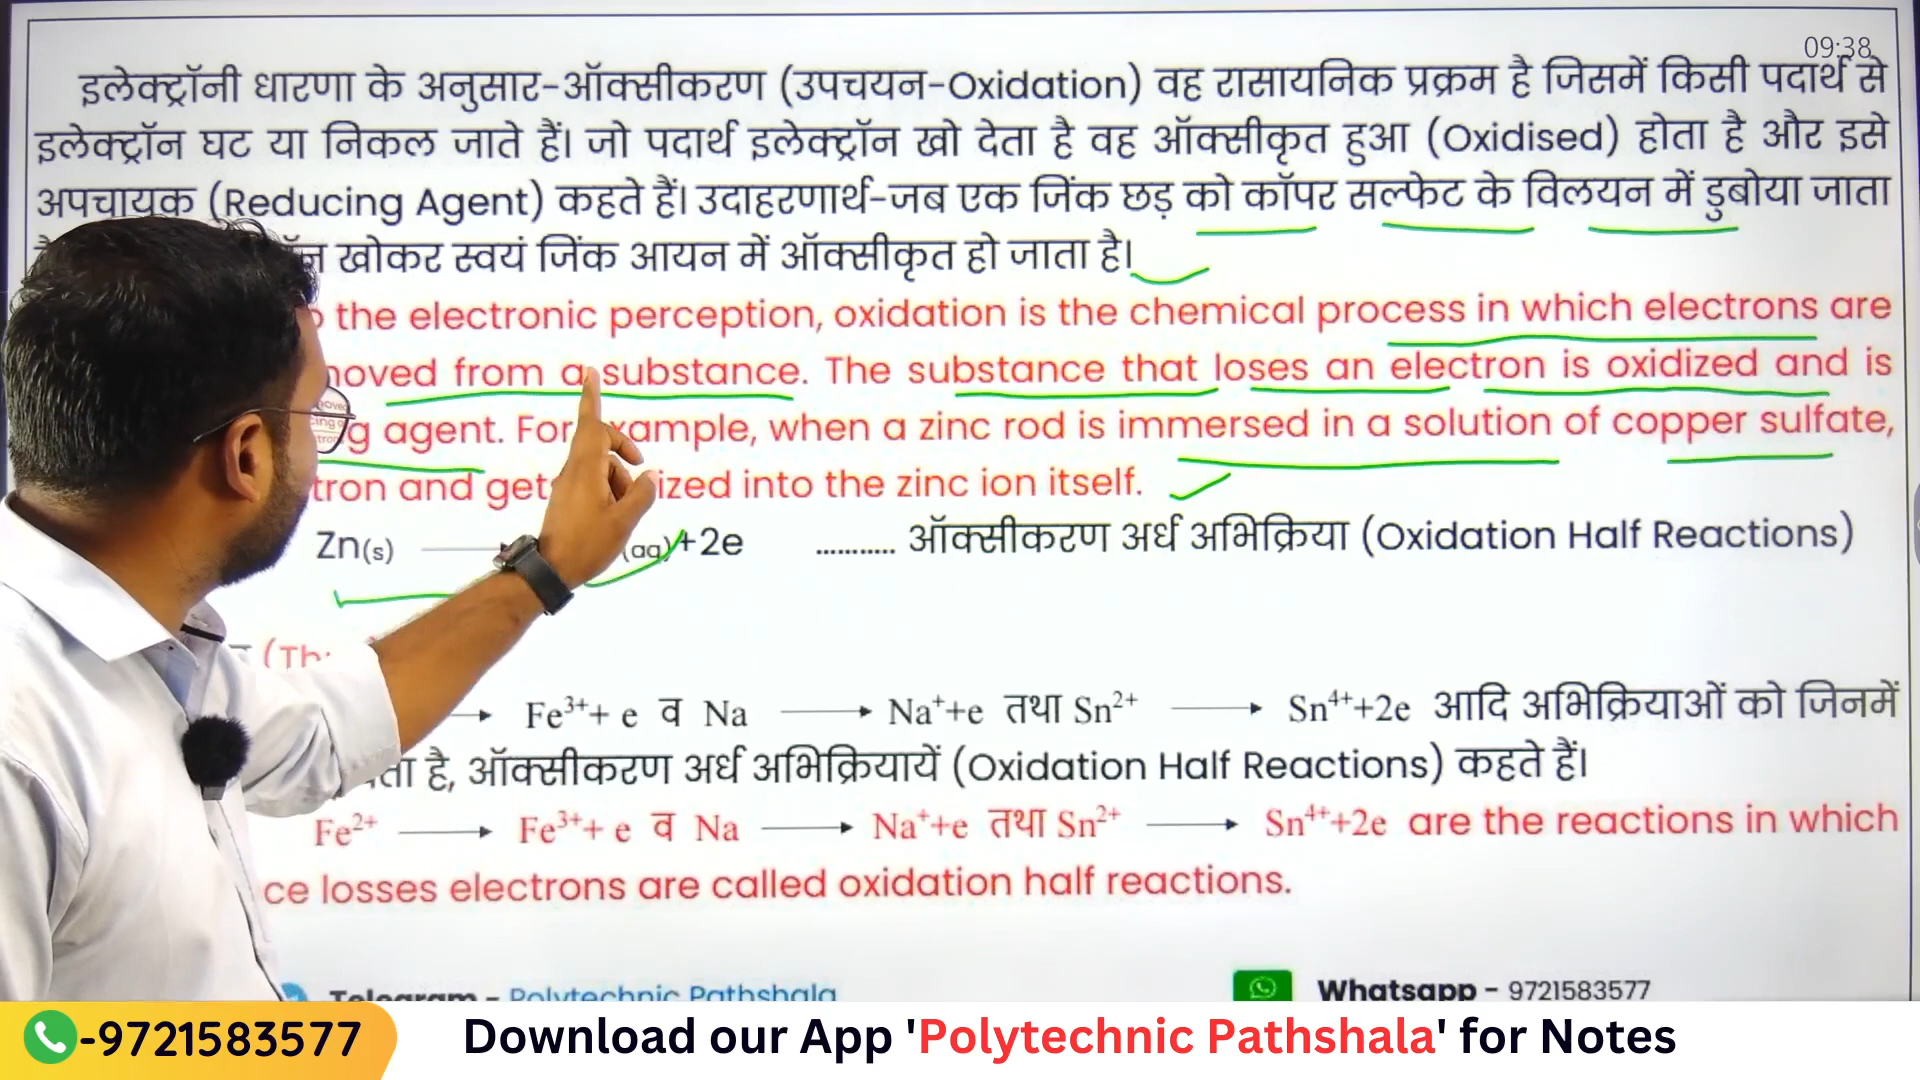 09:38
इलेक्ट्रॉनी धारणा के अनुसार-ऑक्सीकरण (उपचयन-Oxidation) वह रासायनिक प्रक्रम है जिसमें किसी पदार्थ से
इलेक्ट्रॉन घट या निकल जाते हैं। जो पदार्थ इलेक्ट्रॉन खो देता है वह ऑक्सीकृत हुआ (Oxidised) होता है और इसे
अपचायक (Reducing Agent) कहते हैं। उदाहरणार्थ-जब एक जिंक छड़ को कॉपर सल्फेट के विलयन में डुबोया जाता
खोकर स्वयं जिंक आयन में ऑक्सीकृत हो जाता है।
the electronic perception, oxidation is the chemical process in which electrons are
moved from a substance. The substance that loses an electron is oxidized and is
g agent. For example, when a zinc rod is immersed in a solution of copper sulfate,
tron and gets ized into the zinc ion itself.
Zn(s) (aq)+2e ........... ऑक्सीकरण अर्ध अभिक्रिया (Oxidation Half Reactions)
(Th
⟶ Fe³⁺+ e व Na ⟶ Na⁺+e तथा Sn²⁺ ⟶ Sn⁴⁺+2e आदि अभिक्रियाओं को जिनमें
है, ऑक्सीकरण अर्ध अभिक्रियायें (Oxidation Half Reactions) कहते हैं।
Fe²⁺ ⟶ Fe³⁺+ e व Na ⟶ Na⁺+e तथा Sn²⁺ ⟶ Sn⁴⁺+2e are the reactions in which
ce losses electrons are called oxidation half reactions.
Telegram - Polytechnic Pathshala Whatsapp - 9721583577
-9721583577 Download our App 'Polytechnic Pathshala' for Notes